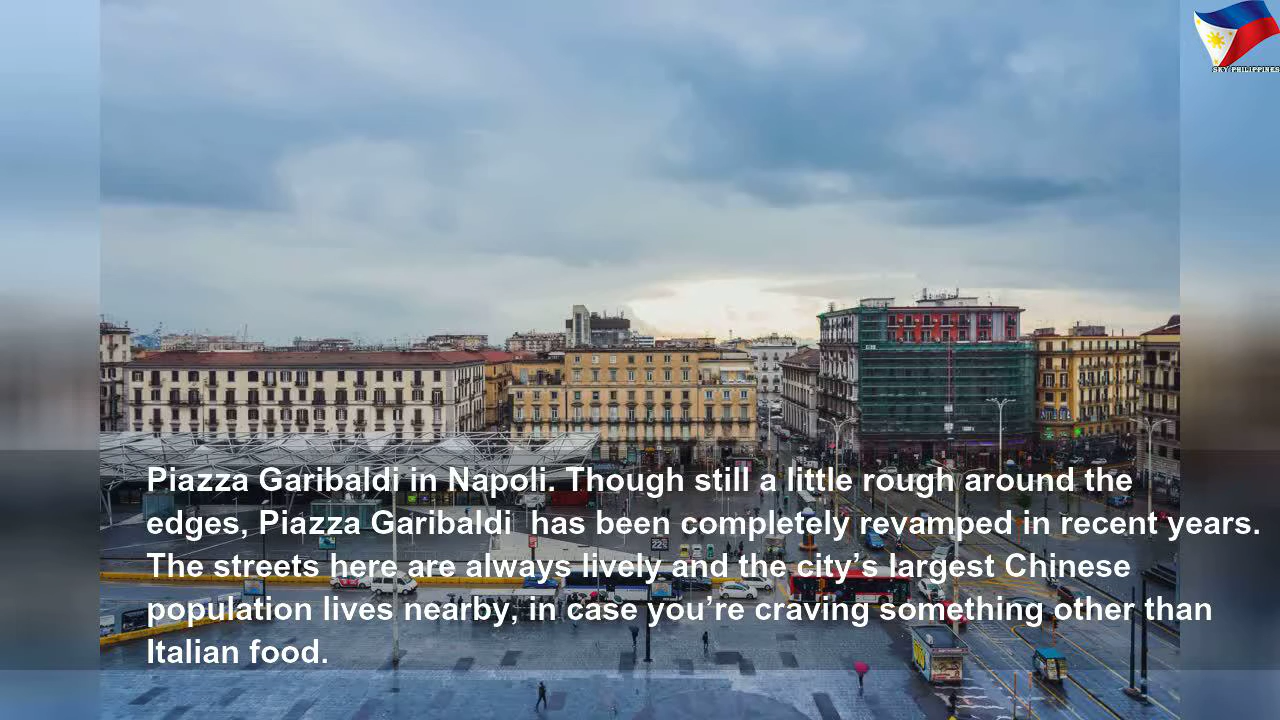 SKY PHILIPPINES
Piazza Garibaldi in Napoli. Though still a little rough around the
edges, Piazza Garibaldi  has been completely revamped in recent years.
The streets here are always lively and the city’s largest Chinese
population lives nearby, in case you’re craving something other than
Italian food.